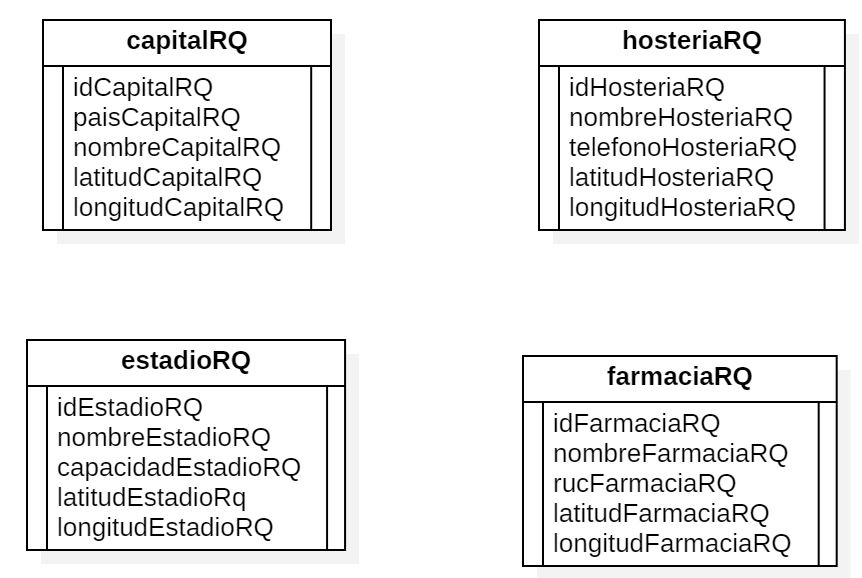 capitalRQ
idCapitalRQ
paisCapitalRQ
nombreCapitalRQ
latitudCapitalRQ
longitudCapitalRQ
hosteriaRQ
idHosteriaRQ
nombreHosteriaRQ
telefonoHosteriaRQ
latitudHosteriaRQ
longitudHosteriaRQ
estadioRQ
idEstadioRQ
nombreEstadioRQ
capacidadEstadioRQ
latitudEstadioRq
longitudEstadioRQ
farmaciaRQ
idFarmaciaRQ
nombreFarmaciaRQ
rucFarmaciaRQ
latitudFarmaciaRQ
longitudFarmaciaRQ